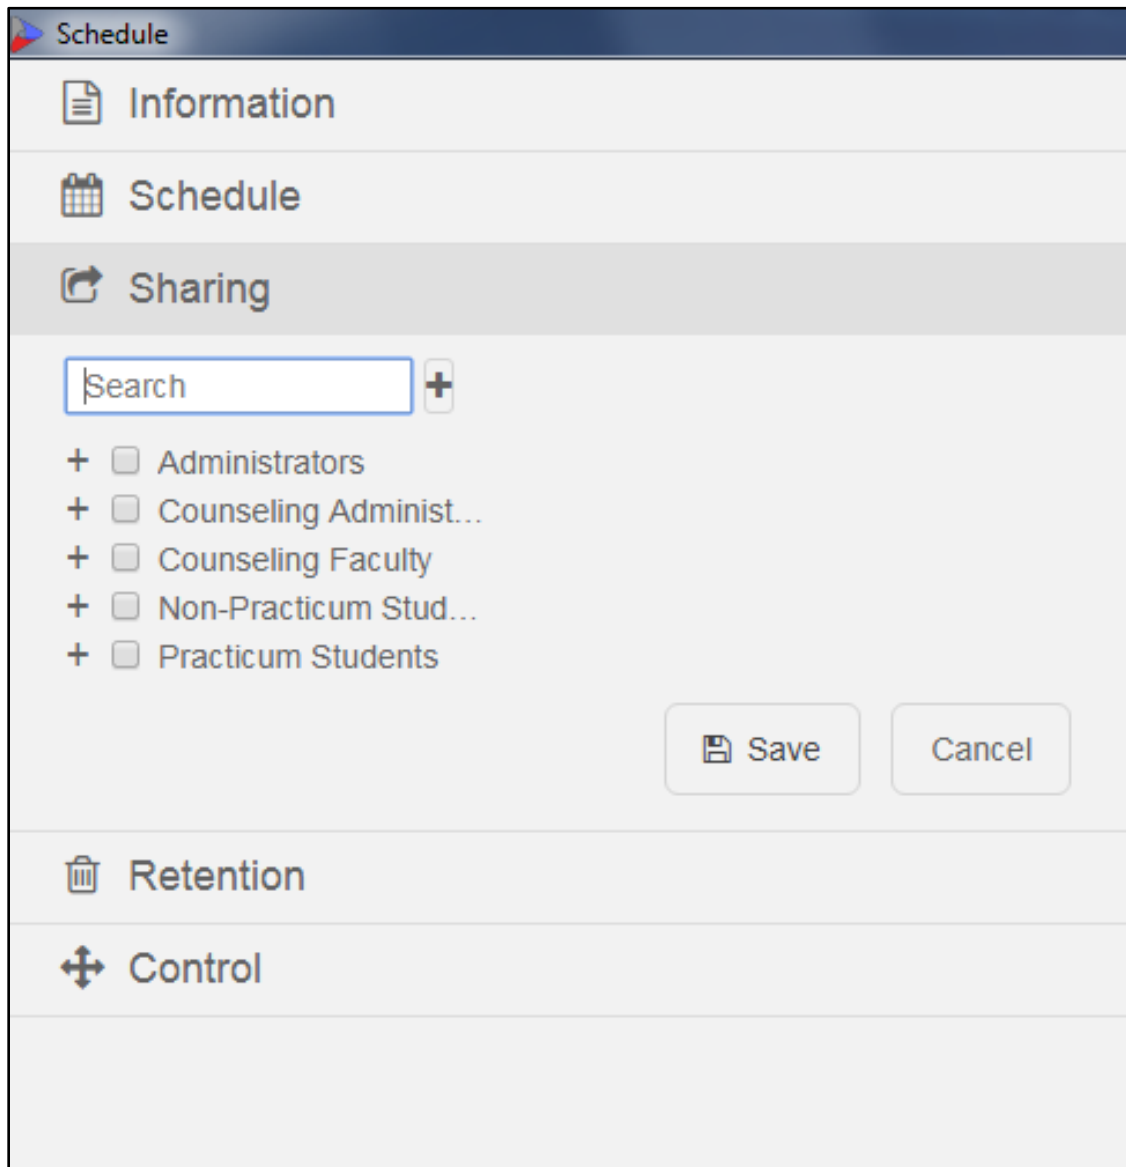 Schedule
Information
Schedule
Sharing
Search
Administrators
Counseling Administ...
Counseling Faculty
Non-Practicum Stud...
Practicum Students
Save Cancel
Retention
Control